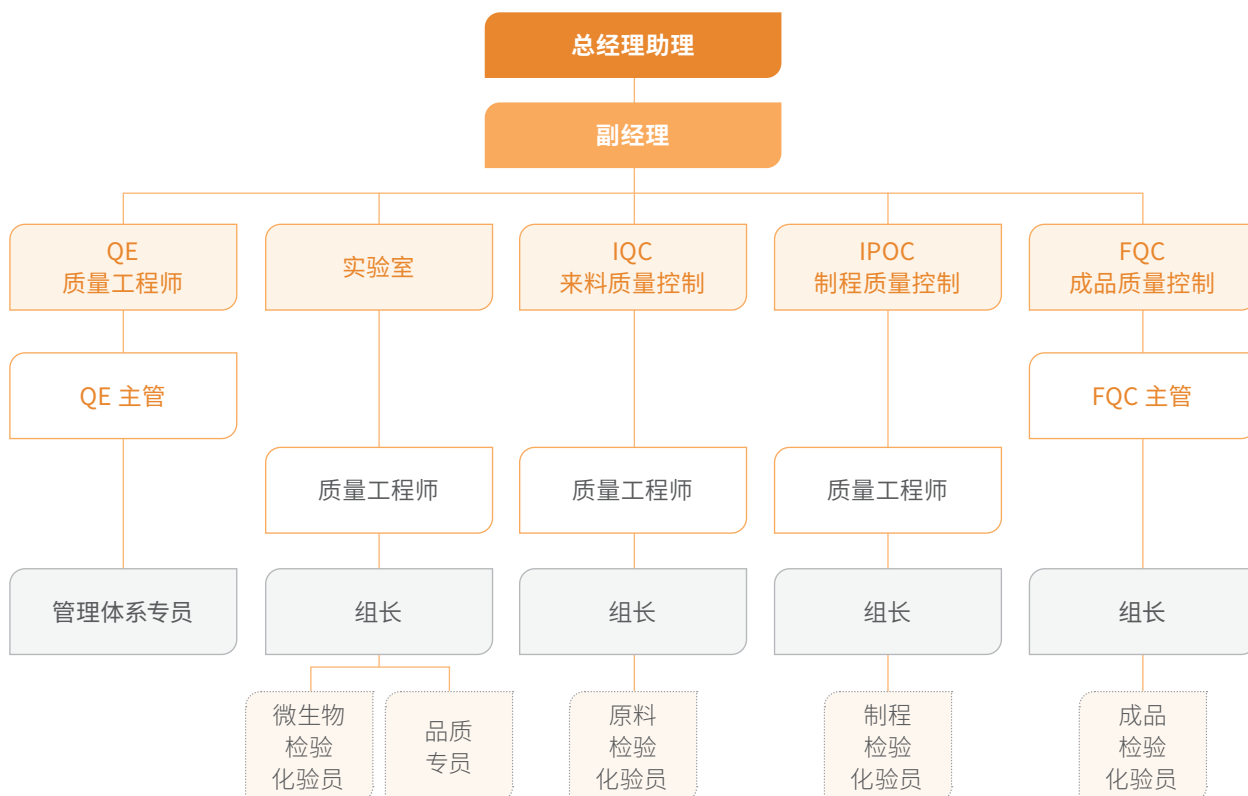 总经理助理
副经理
QE
质量工程师
实验室
IQC
来料质量控制
IPOC
制程质量控制
FQC
成品质量控制
QE 主管
FQC 主管
质量工程师
质量工程师
质量工程师
管理体系专员
组长
组长
组长
组长
微生物
检验
化验员
品质
专员
原料
检验
化验员
制程
检验
化验员
成品
检验
化验员